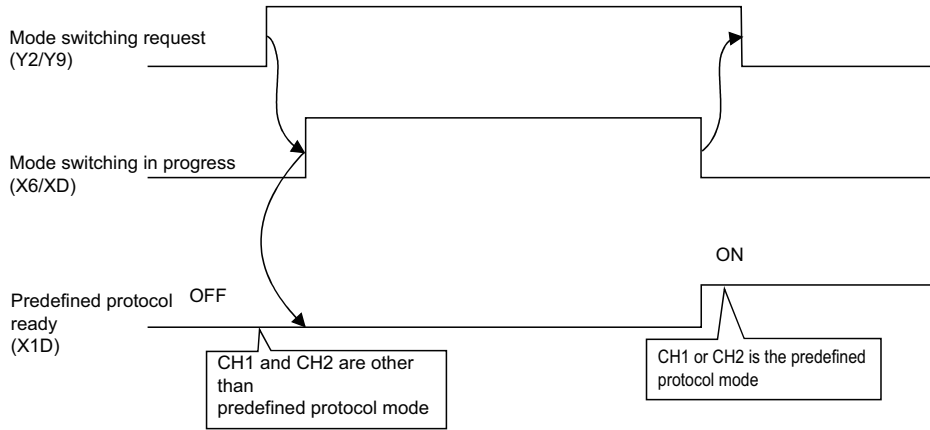 Mode switching request
(Y2/Y9)
Mode switching in progress
(X6/XD)
ON
OFF
Predefined protocol
ready
(X1D)
CH1 and CH2 are other
than
predefined protocol mode
CH1 or CH2 is the predefined
protocol mode